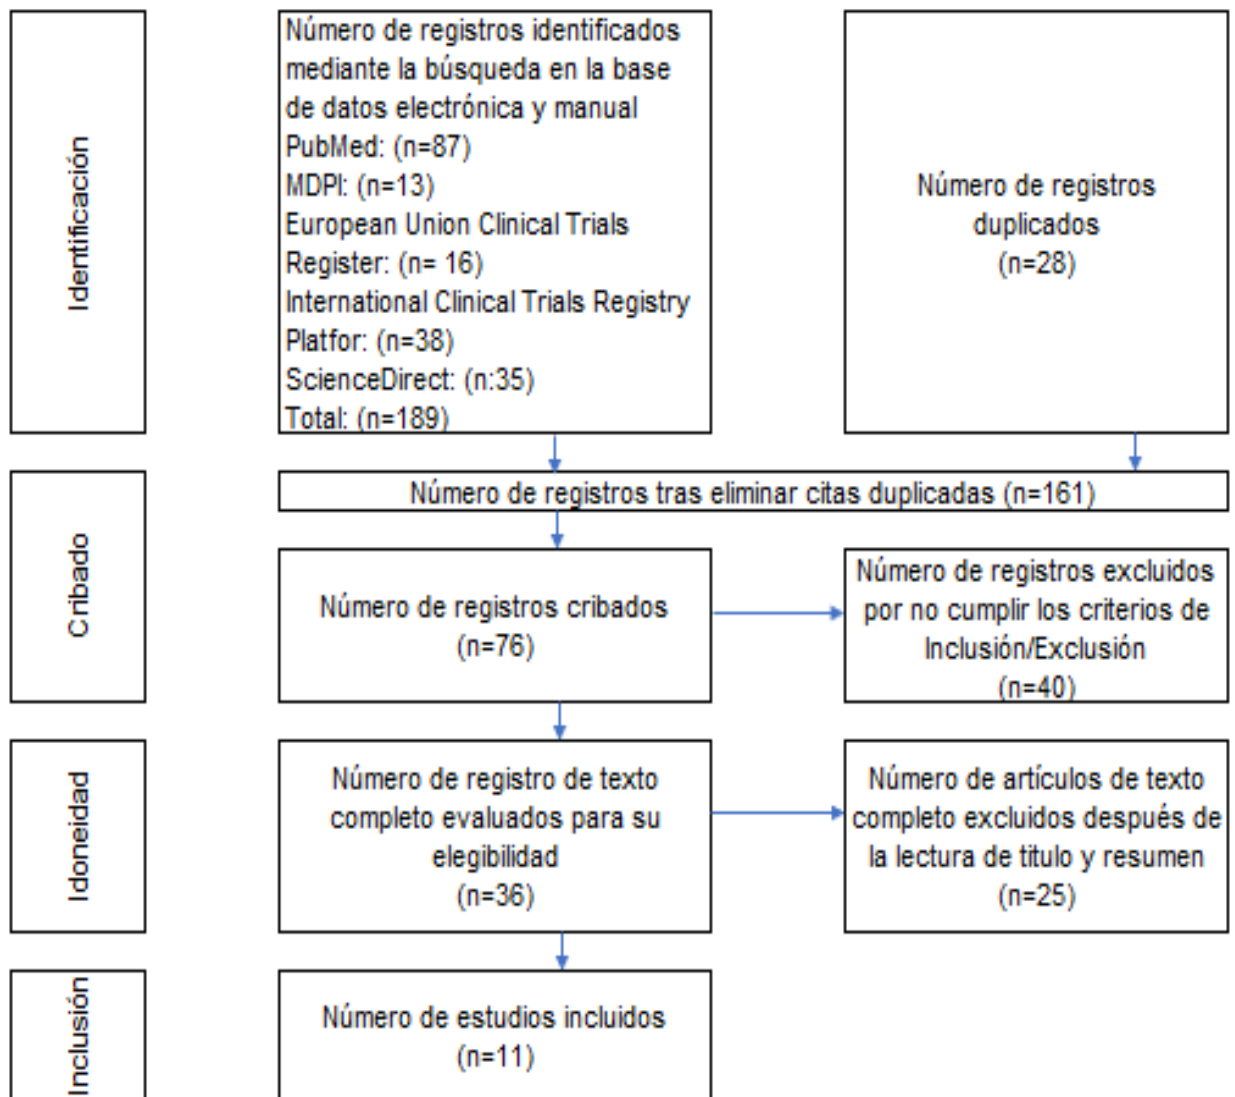 Identificación
Número de registros identificados
mediante la búsqueda en la base
de datos electrónica y manual
PubMed: (n=87)
MDPI: (n=13)
European Union Clinical Trials
Register: (n= 16)
International Clinical Trials Registry
Platfor: (n=38)
ScienceDirect: (n:35)
Total: (n=189)
Número de registros
duplicados
(n=28)
Cribado
Número de registros tras eliminar citas duplicadas (n=161)
Número de registros cribados
(n=76)
Número de registros excluidos
por no cumplir los criterios de
Inclusión/Exclusión
(n=40)
Idoneidad
Número de registro de texto
completo evaluados para su
elegibilidad
(n=36)
Número de artículos de texto
completo excluidos después de
la lectura de titulo y resumen
(n=25)
Inclusión
Número de estudios incluidos
(n=11)